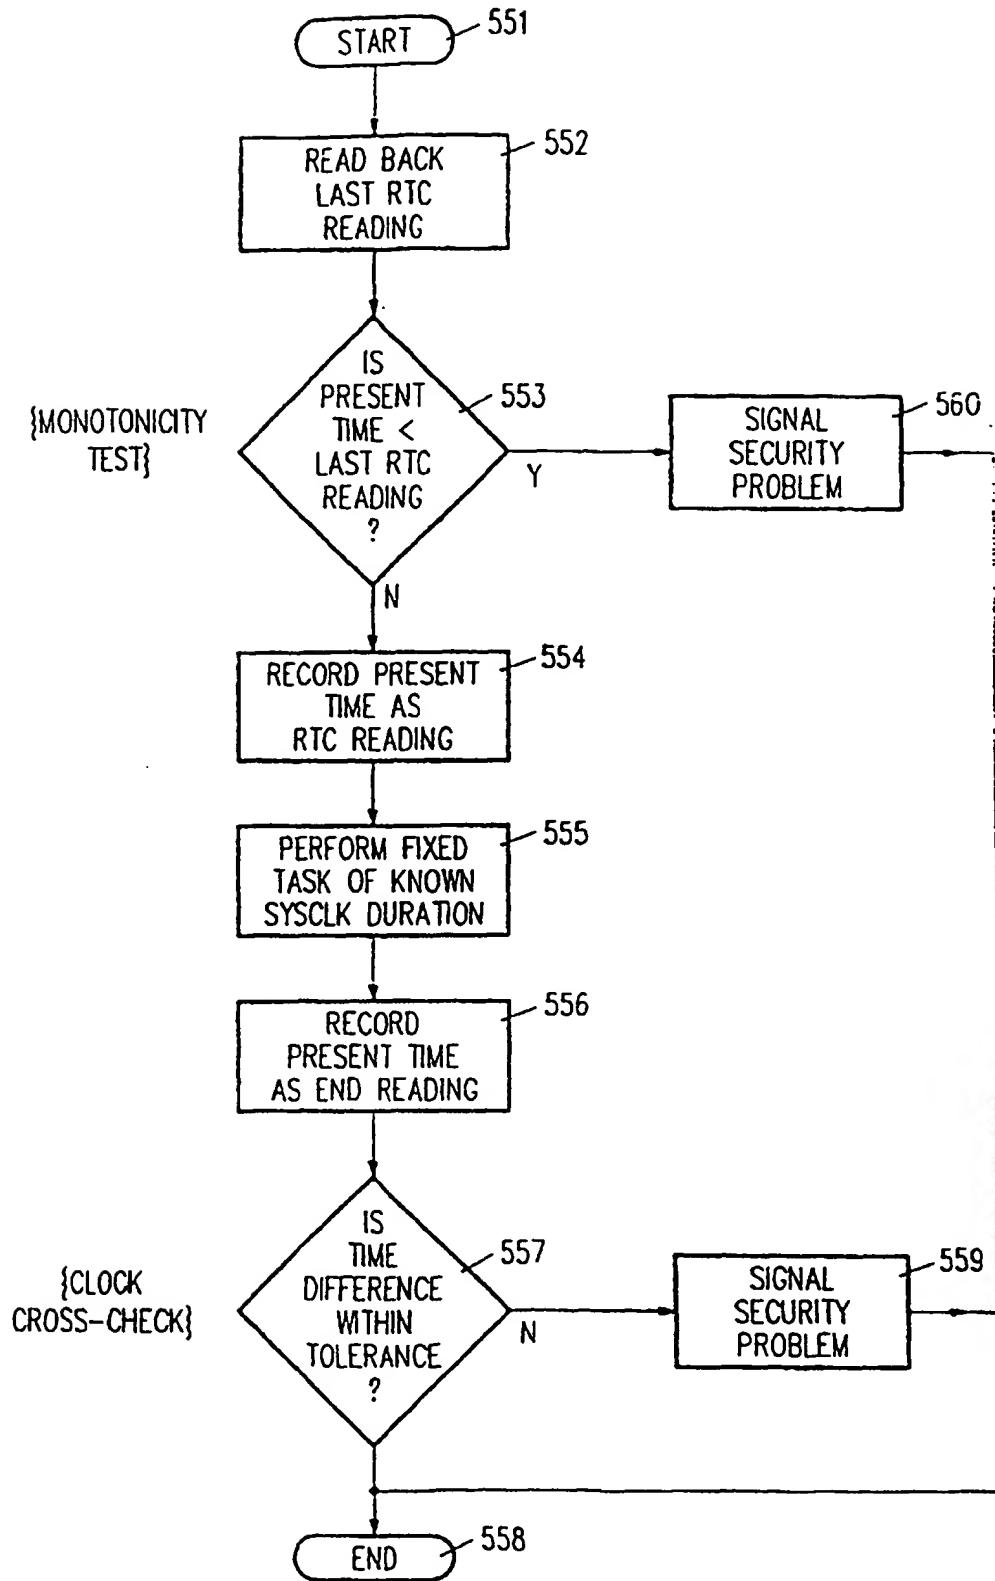 START
551
READ BACK
LAST RTC
READING
552
IS
PRESENT
TIME <
LAST RTC
READING
?
553
{MONOTONICITY
TEST}
Y
SIGNAL
SECURITY
PROBLEM
560
N
RECORD PRESENT
TIME AS
RTC READING
554
PERFORM FIXED
TASK OF KNOWN
SYSCLK DURATION
555
RECORD
PRESENT TIME
AS END READING
556
IS
TIME
DIFFERENCE
WITHIN
TOLERANCE
?
557
{CLOCK
CROSS-CHECK}
N
SIGNAL
SECURITY
PROBLEM
559
END
558